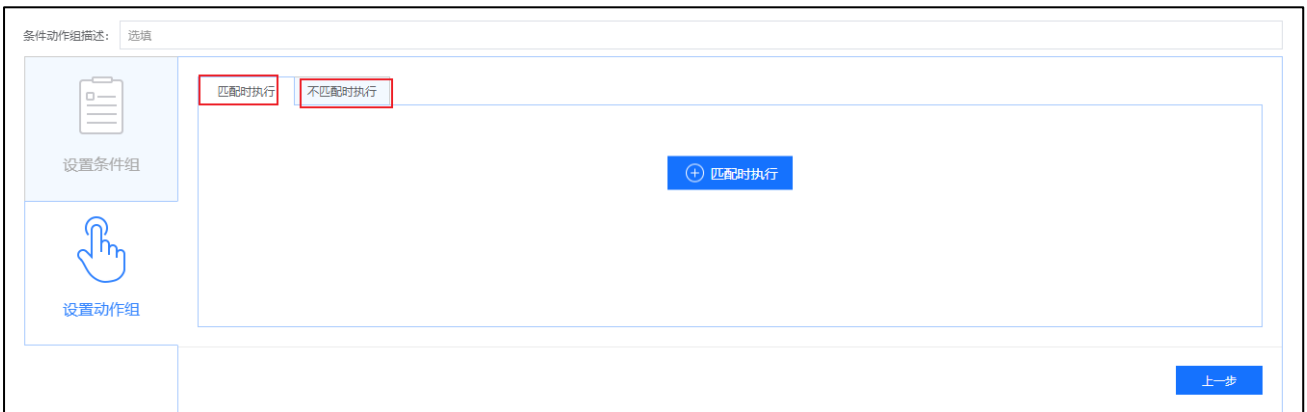 条件动作组描述： 选填
匹配时执行 不匹配时执行
设置条件组
匹配时执行
设置动作组
上一步